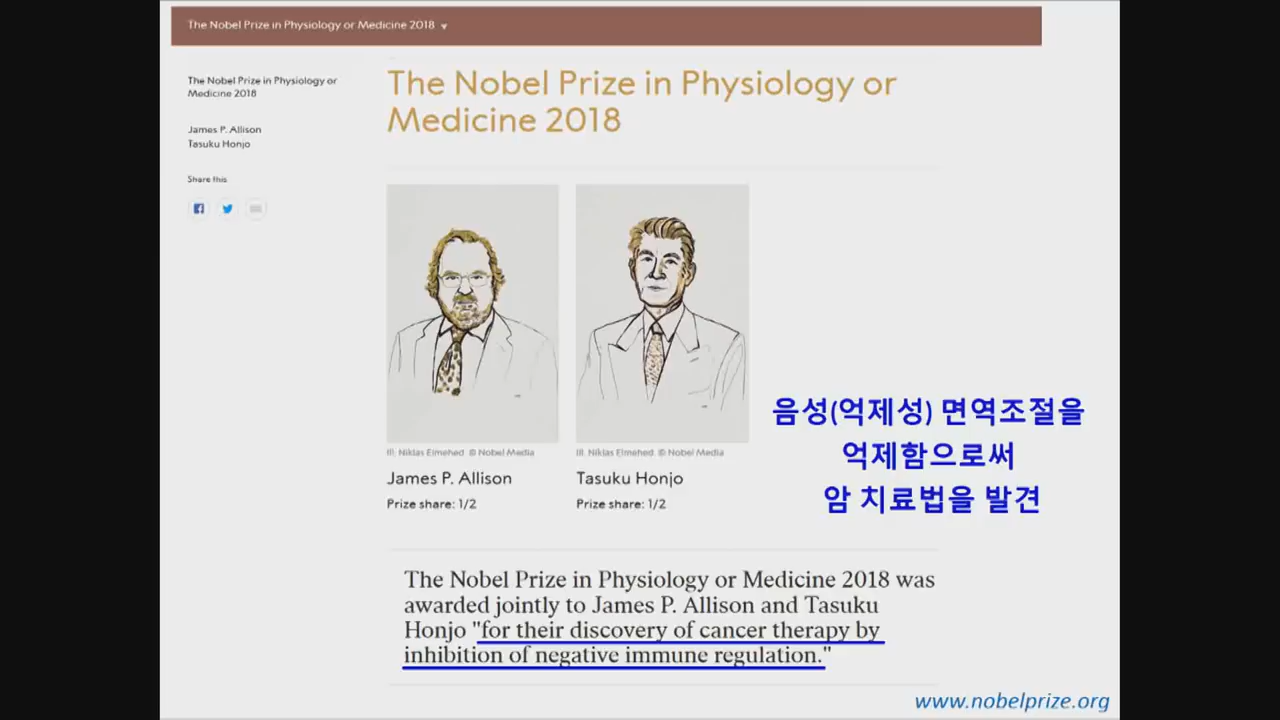 The Nobel Prize in Physiology or Medicine 2018
The Nobel Prize in Physiology or
Medicine 2018
James P. Allison
Tasuku Honjo
Share this
The Nobel Prize in Physiology or
Medicine 2018
Ill. Niklas Elmehed. © Nobel Media
James P. Allison
Prize share: 1/2
Ill. Niklas Elmehed. © Nobel Media
Tasuku Honjo
Prize share: 1/2
음성(억제성) 면역조절을
억제함으로써
암 치료법을 발견
The Nobel Prize in Physiology or Medicine 2018 was
awarded jointly to James P. Allison and Tasuku
Honjo "for their discovery of cancer therapy by
inhibition of negative immune regulation."
www.nobelprize.org